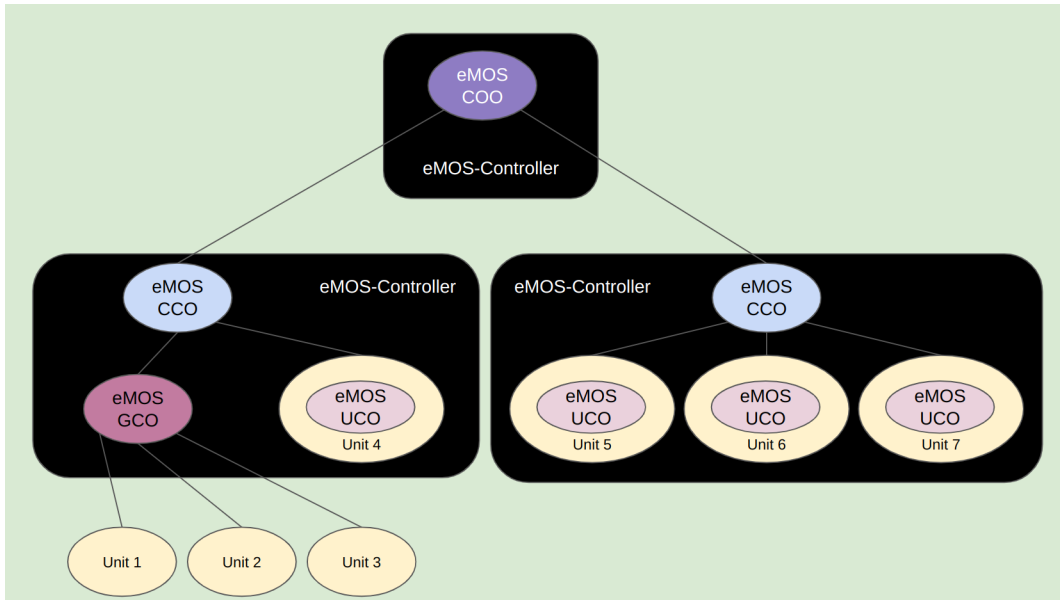 eMOS
COO
eMOS-Controller
eMOS
CCO
eMOS-Controller
eMOS
GCO
eMOS
UCO
Unit 4
Unit 1
Unit 2
Unit 3
eMOS-Controller
eMOS
CCO
eMOS
UCO
Unit 5
eMOS
UCO
Unit 6
eMOS
UCO
Unit 7